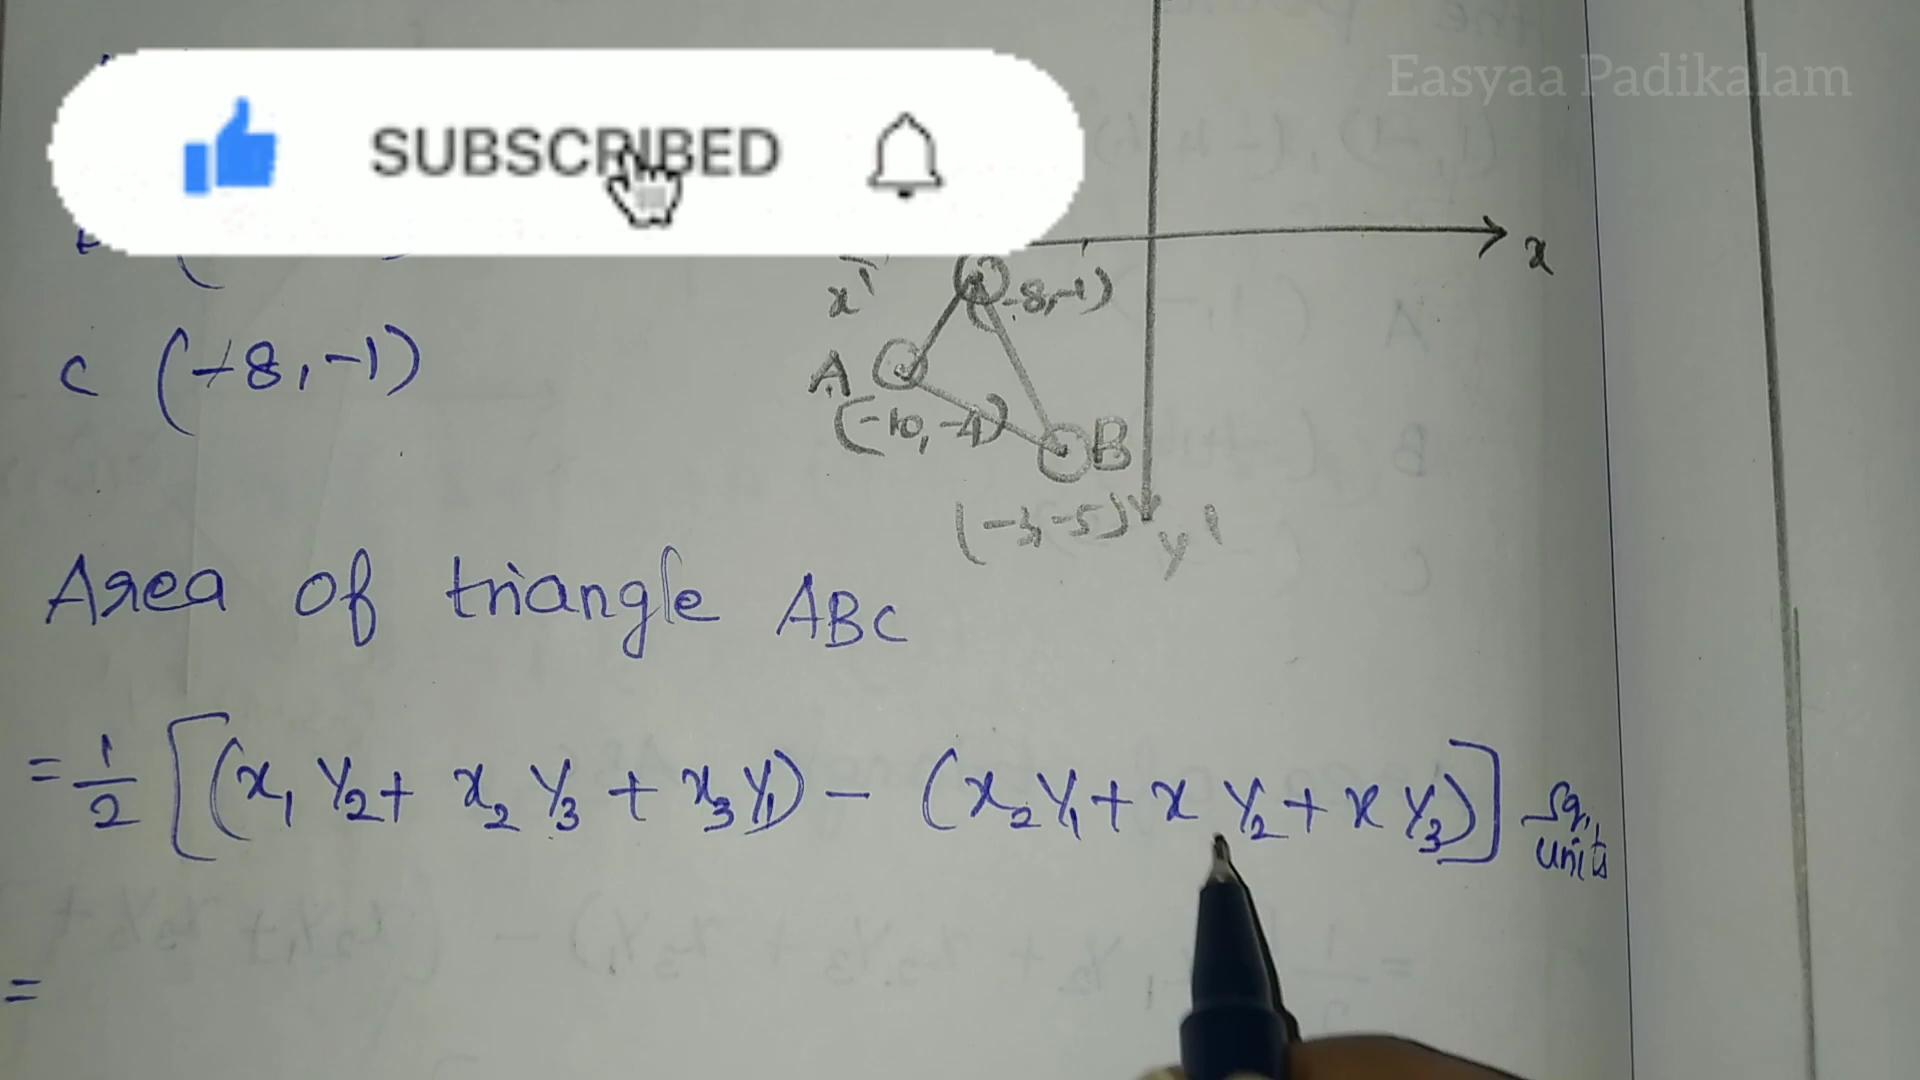 Easyaa Padikalam
SUBSCRIBED
x
x'
(-8,-1)
C (-8,-1)
A
(-10,-4)
B
(-3,-5)
y'
Area of triangle ABC
= 1/2 [(x₁ y₂ + x₂ y₃ + x₃ y₁) - (x₂ y₁ + x y₂ + x y₃)] sq. units
=